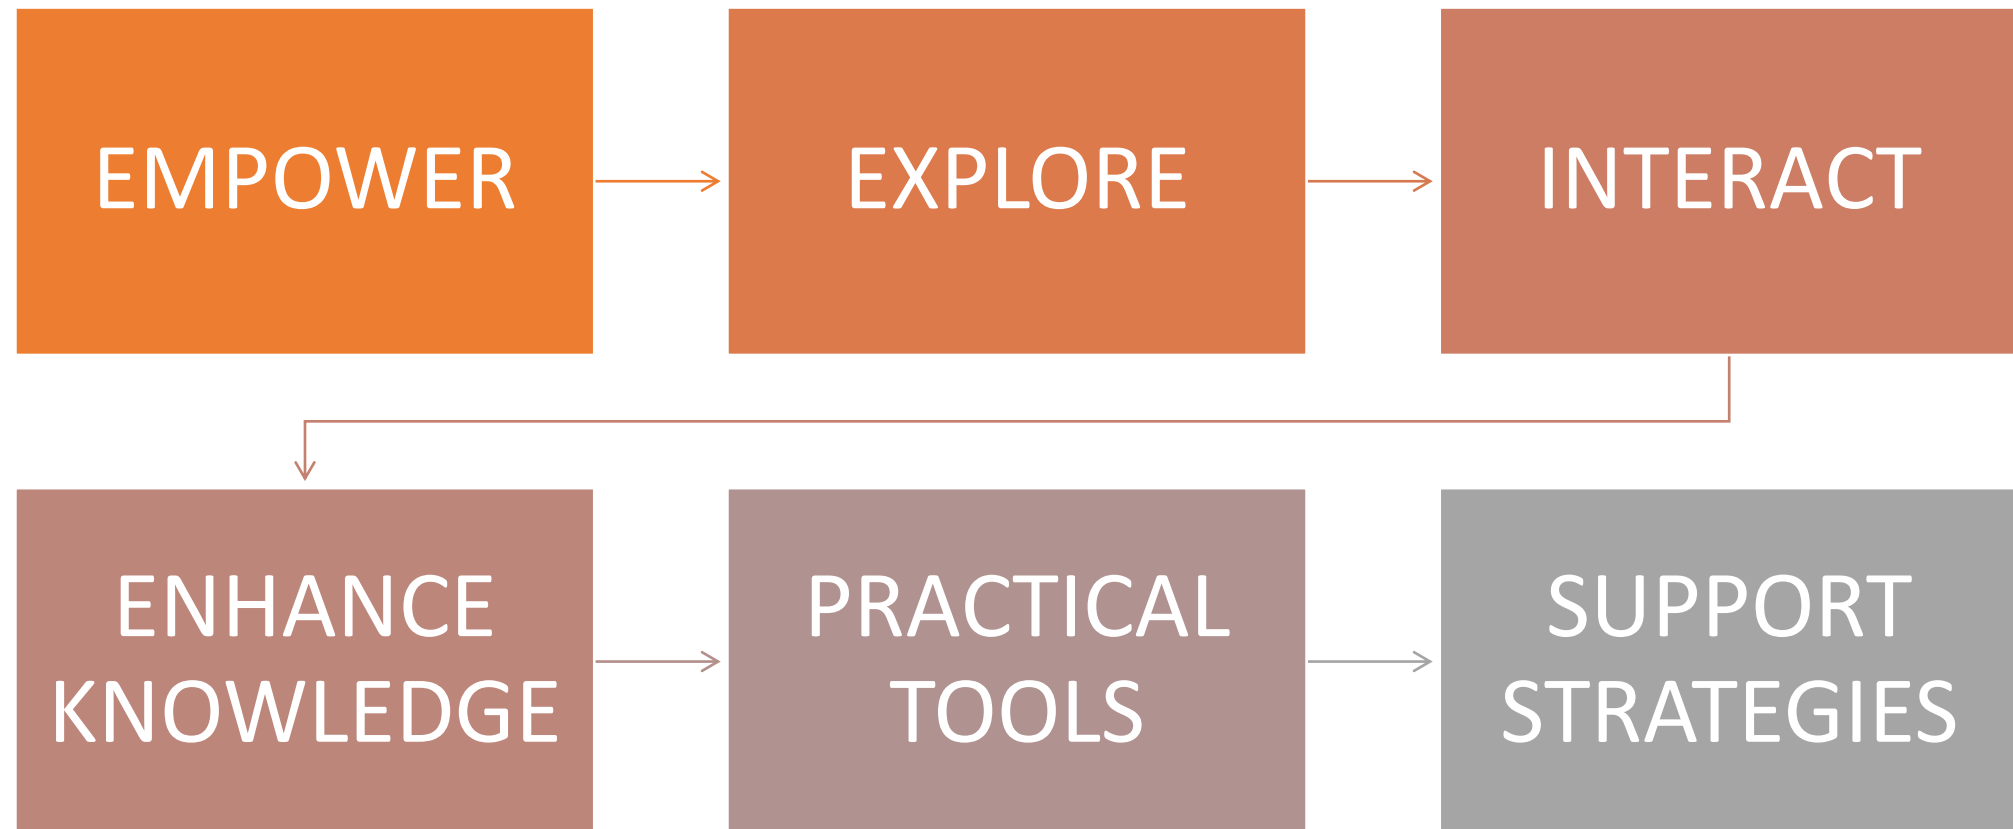 EMPOWER
EXPLORE
INTERACT
ENHANCE
KNOWLEDGE
PRACTICAL
TOOLS
SUPPORT
STRATEGIES